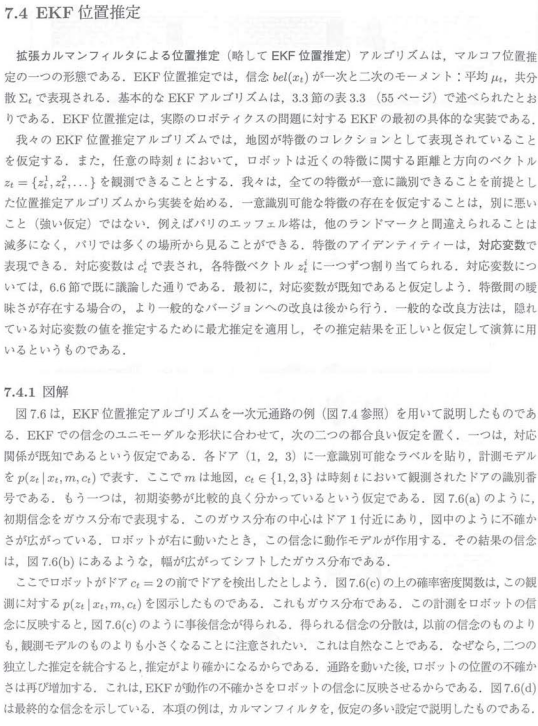 7.4 EKF 位置推定
拡張カルマンフィルタによる位置推定（略して EKF 位置推定）アルゴリズムは，マルコフ位置推
定の一つの形態である．EKF 位置推定では，信念 bel(xₜ) が一次と二次のモーメント：平均 μₜ，共分
散 Σₜ で表現される．基本的な EKF アルゴリズムは，3.3 節の表3.3 （55 ページ）で述べられたとお
りである．EKF 位置推定は，実際のロボティクスの問題に対する EKF の最初の具体的な実装である．
我々の EKF 位置推定アルゴリズムでは，地図が特徴のコレクションとして表現されていること
を仮定する．また，任意の時刻 t において，ロボットは近くの特徴に関する距離と方向のベクトル
zₜ = {zₜ¹, zₜ², . . . } を観測できることとする．我々は，全ての特徴が一意に識別できることを前提とし
た位置推定アルゴリズムから実装を始める．一意識別可能な特徴の存在を仮定することは，別に悪い
こと（強い仮定）ではない．例えばパリのエッフェル塔は，他のランドマークと間違えられることは
滅多になく，パリでは多くの場所から見ることができる．特徴のアイデンティティーは，対応変数で
表現できる．対応変数は cₜⁱ で表され，各特徴ベクトル zₜⁱ に一つずつ割り当てられる．対応変数につ
いては，6.6 節で既に議論した通りである．最初に，対応変数が既知であると仮定しよう．特徴間の曖
昧さが存在する場合の，より一般的なバージョンへの改良は後から行う．一般的な改良方法は，隠れ
ている対応変数の値を推定するために最尤推定を適用し，その推定結果を正しいと仮定して演算に用
いるというものである．
7.4.1 図解
図 7.6 は，EKF 位置推定アルゴリズムを一次元通路の例（図 7.4 参照）を用いて説明したものであ
る．EKF での信念のユニモーダルな形状に合わせて，次の二つの都合良い仮定を置く．一つは，対応
関係が既知であるという仮定である．各ドア（1，2，3）に一意識別可能なラベルを貼り，計測モデル
を p(zₜ | xₜ, m, cₜ) で表す．ここで m は地図，cₜ ∈ {1, 2, 3} は時刻 t において観測されたドアの識別番
号である．もう一つは，初期姿勢が比較的良く分かっているという仮定である．図 7.6(a) のように，
初期信念をガウス分布で表現する．このガウス分布の中心はドア 1 付近にあり，図中のように不確か
さが広がっている．ロボットが右に動いたとき，この信念に動作モデルが作用する．その結果の信念
は，図 7.6(b) にあるような，幅が広がってシフトしたガウス分布である．
ここでロボットがドア cₜ = 2 の前でドアを検出したとしよう．図7.6(c) の上の確率密度関数は，この観
測に対する p(zₜ | xₜ, m, cₜ) を図示したものである．これもガウス分布である．この計測をロボットの信
念に反映すると，図 7.6(c) のように事後信念が得られる．得られる信念の分散は，以前の信念のものより
も，観測モデルのものよりも小さくなることに注意されたい．これは自然なことである．なぜなら，二つの
独立した推定を統合すると，推定がより確かになるからである．通路を動いた後，ロボットの位置の不確か
さは再び増加する．これは，EKF が動作の不確かさをロボットの信念に反映させるからである．図 7.6(d)
は最終的な信念を示している．本項の例は，カルマンフィルタを，仮定の多い設定で説明したものである．